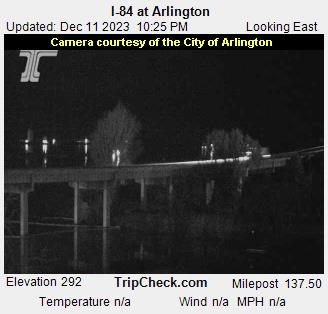 I-84 at Arlington
Updated: Dec 11 2023 10:25 PM Looking East
Camera courtesy of the City of Arlington
Elevation 292 TripCheck.com Milepost 137.50
Temperature n/a Wind n/a MPH n/a